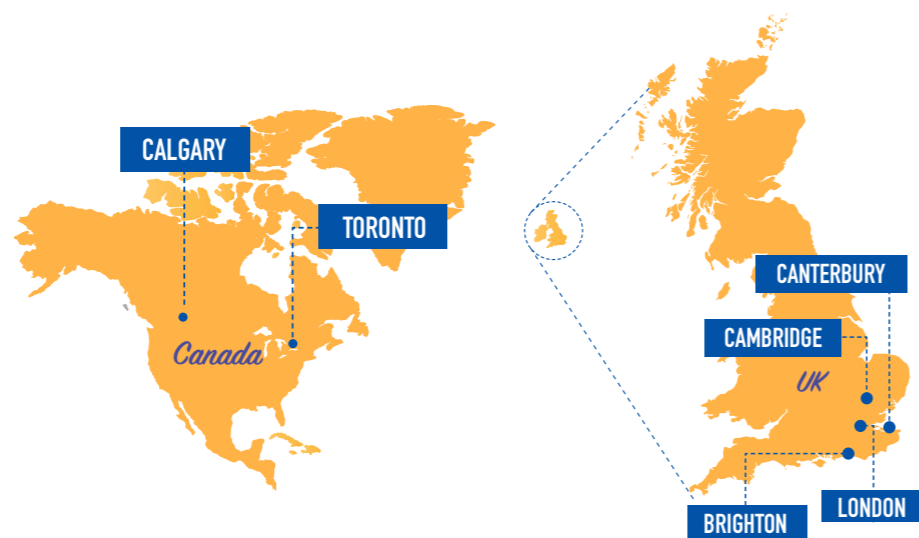 CALGARY
TORONTO
Canada
CANTERBURY
CAMBRIDGE
UK
LONDON
BRIGHTON